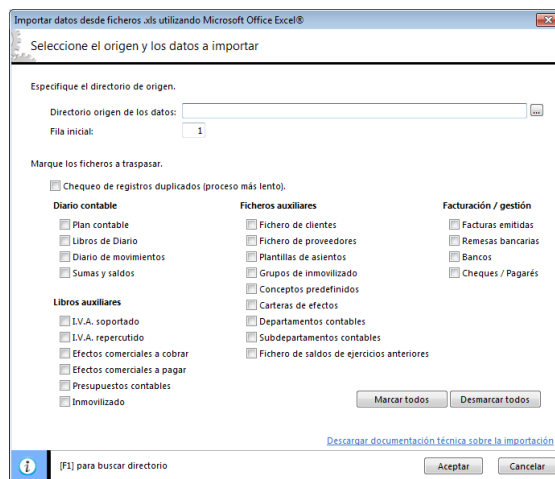 Importar datos desde ficheros .xls utilizando Microsoft Office Excel®
Seleccione el origen y los datos a importar
Especifique el directorio de origen.
Directorio origen de los datos:
...
Fila inicial:
1
Marque los ficheros a traspasar.
Chequeo de registros duplicados (proceso más lento).
Diario contable
Plan contable
Libros de Diario
Diario de movimientos
Sumas y saldos
Libros auxiliares
I.V.A. soportado
I.V.A. repercutido
Efectos comerciales a cobrar
Efectos comerciales a pagar
Presupuestos contables
Inmovilizado
Ficheros auxiliares
Fichero de clientes
Fichero de proveedores
Plantillas de asientos
Grupos de inmovilizado
Conceptos predefinidos
Carteras de efectos
Departamentos contables
Subdepartamentos contables
Fichero de saldos de ejercicios anteriores
Facturación / gestión
Facturas emitidas
Remesas bancarias
Bancos
Cheques / Pagarés
Marcar todos
Desmarcar todos
Descargar documentación técnica sobre la importación
[F1] para buscar directorio
Aceptar
Cancelar